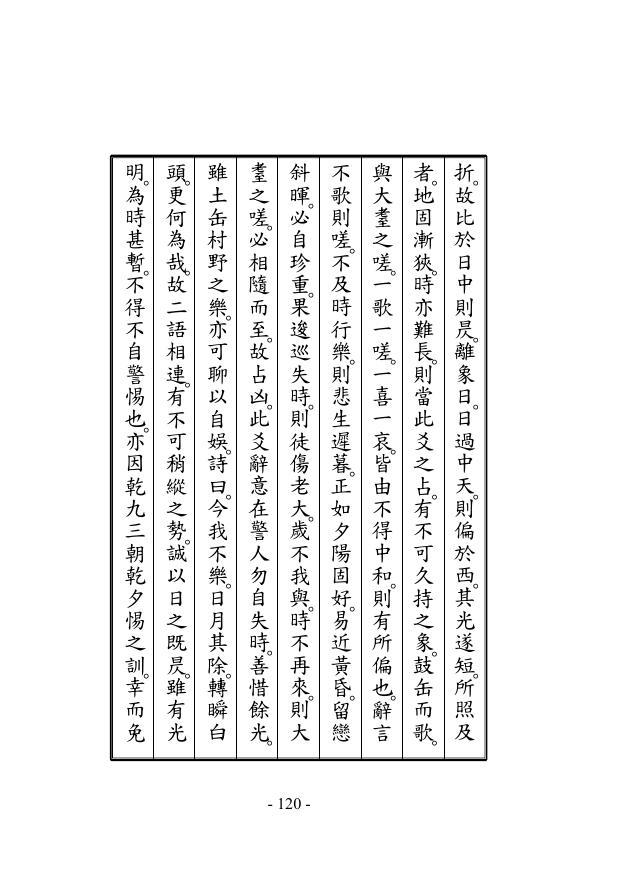 折。故比於日中則昃。離象日。日過中天。則偏於西。其光遂短。所照及
者。地固漸狹。時亦難長。則當此爻之占。有不可久持之象。鼓缶而歌。
與大耋之嗟。一歌一嗟。一喜一哀。皆由不得中和。則有所偏也。辭言
不歌則嗟。不及時行樂。則悲生遲暮。正如夕陽固好。易近黃昏。留戀
斜暉。必自珍重。果逡巡失時。則徒傷老大。歲不我與。時不再來。則大
耋之嗟。必相隨而至。故占凶。此爻辭意在警人勿自失時。善惜餘光。
雖土缶村野之樂。亦可聊以自娛。詩曰。今我不樂。日月其除。轉瞬白
頭。更何為哉。故二語相連。有不可稍縱之勢。誠以日之既昃。雖有光
明。為時甚暫。不得不自警惕也。亦因乾九三朝乾夕惕之訓。幸而免
- 120 -